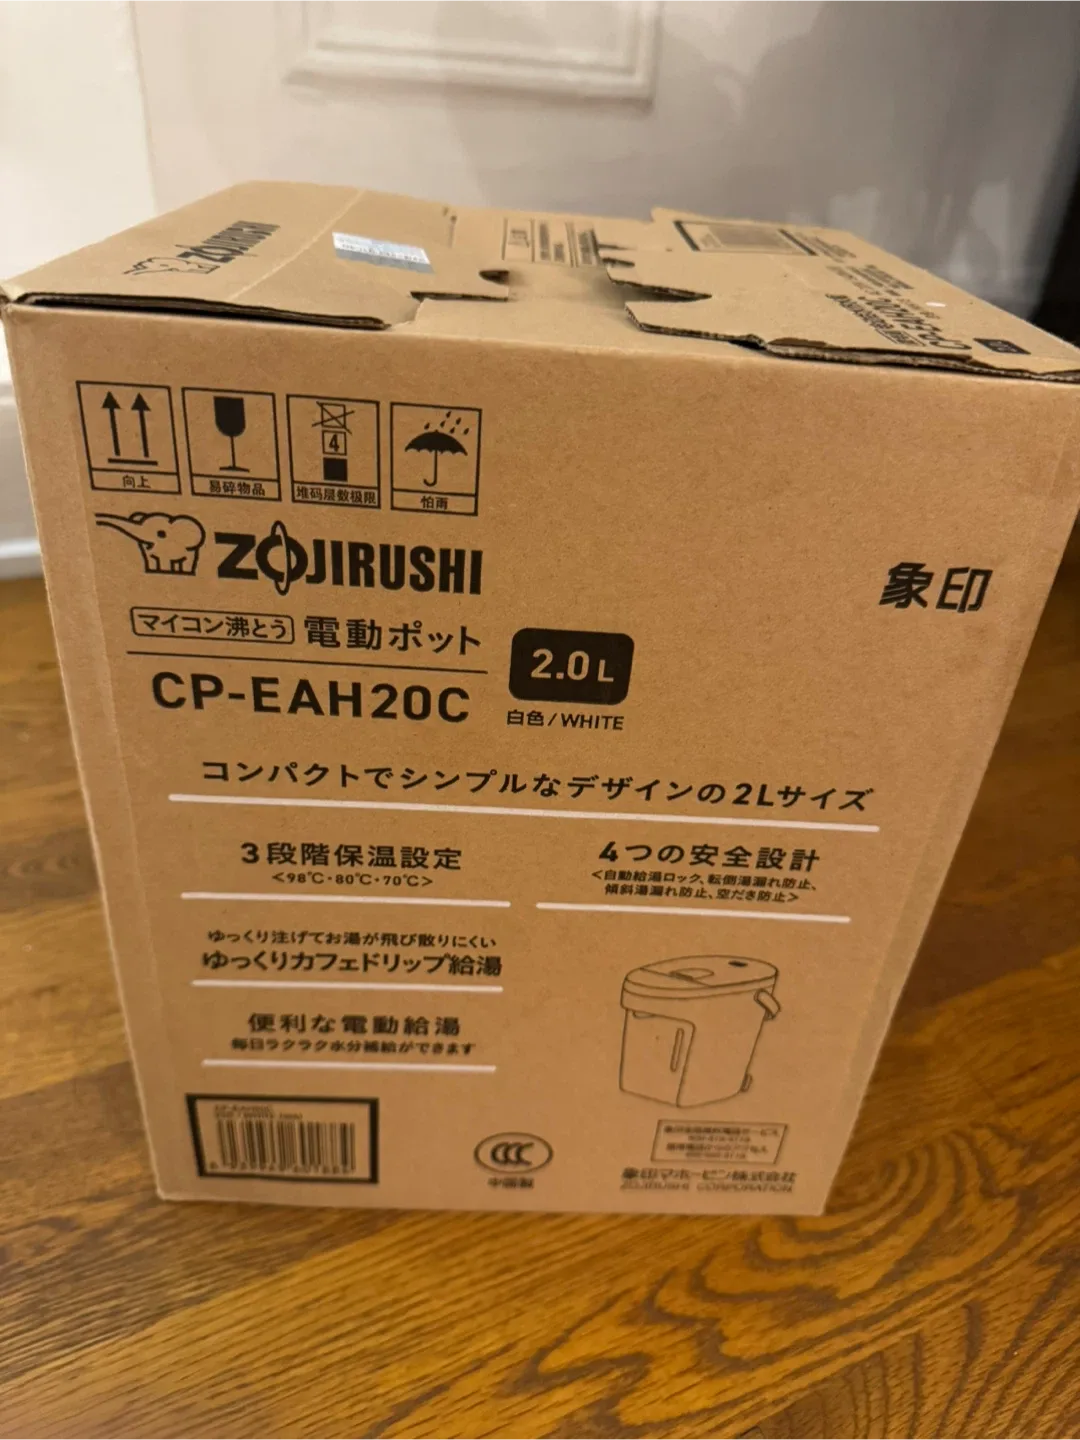 ZOJIRUSHI
CP-EAH20C
向上
易碎物品
4
堆码层数极限
怕雨
ZOJIRUSHI
象印
マイコン沸とう 電動ポット
2.0L
CP-EAH20C
白色/WHITE
コンパクトでシンプルなデザインの2Lサイズ
3段階保温設定
<98℃・80℃・70℃>
4つの安全設計
<自動給湯ロック、転倒湯漏れ防止、
傾斜湯漏れ防止、空だき防止>
ゆっくり注げてお湯が飛び散りにくい
ゆっくりカフェドリップ給湯
便利な電動給湯
毎日ラクラク水分補給ができます
CP-EAH20C
CCC
象印マホービン株式会社
ZOJIRUSHI CORPORATION